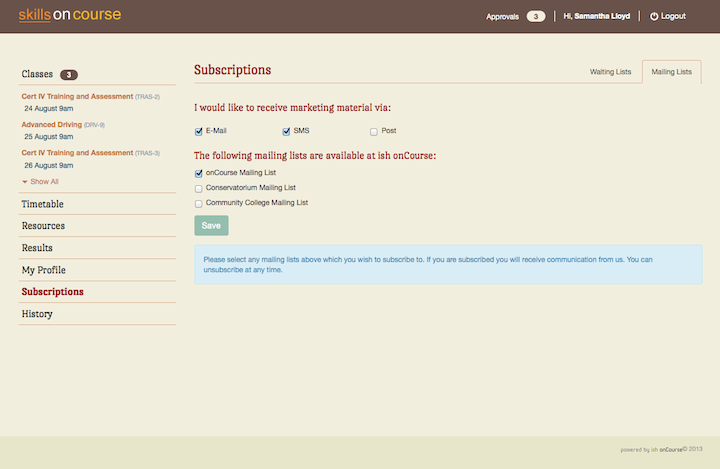 skills on course
Approvals 3 Hi, Samantha Lloyd Logout
Classes 3
Cert IV Training and Assessment (TRAS-2)
24 August 9am
Advanced Driving (DRV-9)
25 August 9am
Cert IV Training and Assessment (TRAS-3)
26 August 9am
Show All
Timetable
Resources
Results
My Profile
Subscriptions
History
Subscriptions
Waiting Lists
Mailing Lists
I would like to receive marketing material via:
E-Mail SMS Post
The following mailing lists are available at ish onCourse:
onCourse Mailing List
Conservatorium Mailing List
Community College Mailing List
Save
Please select any mailing lists above which you wish to subscribe to. If you are subscribed you will receive communication from us. You can
unsubscribe at any time.
powered by ish onCourse© 2013